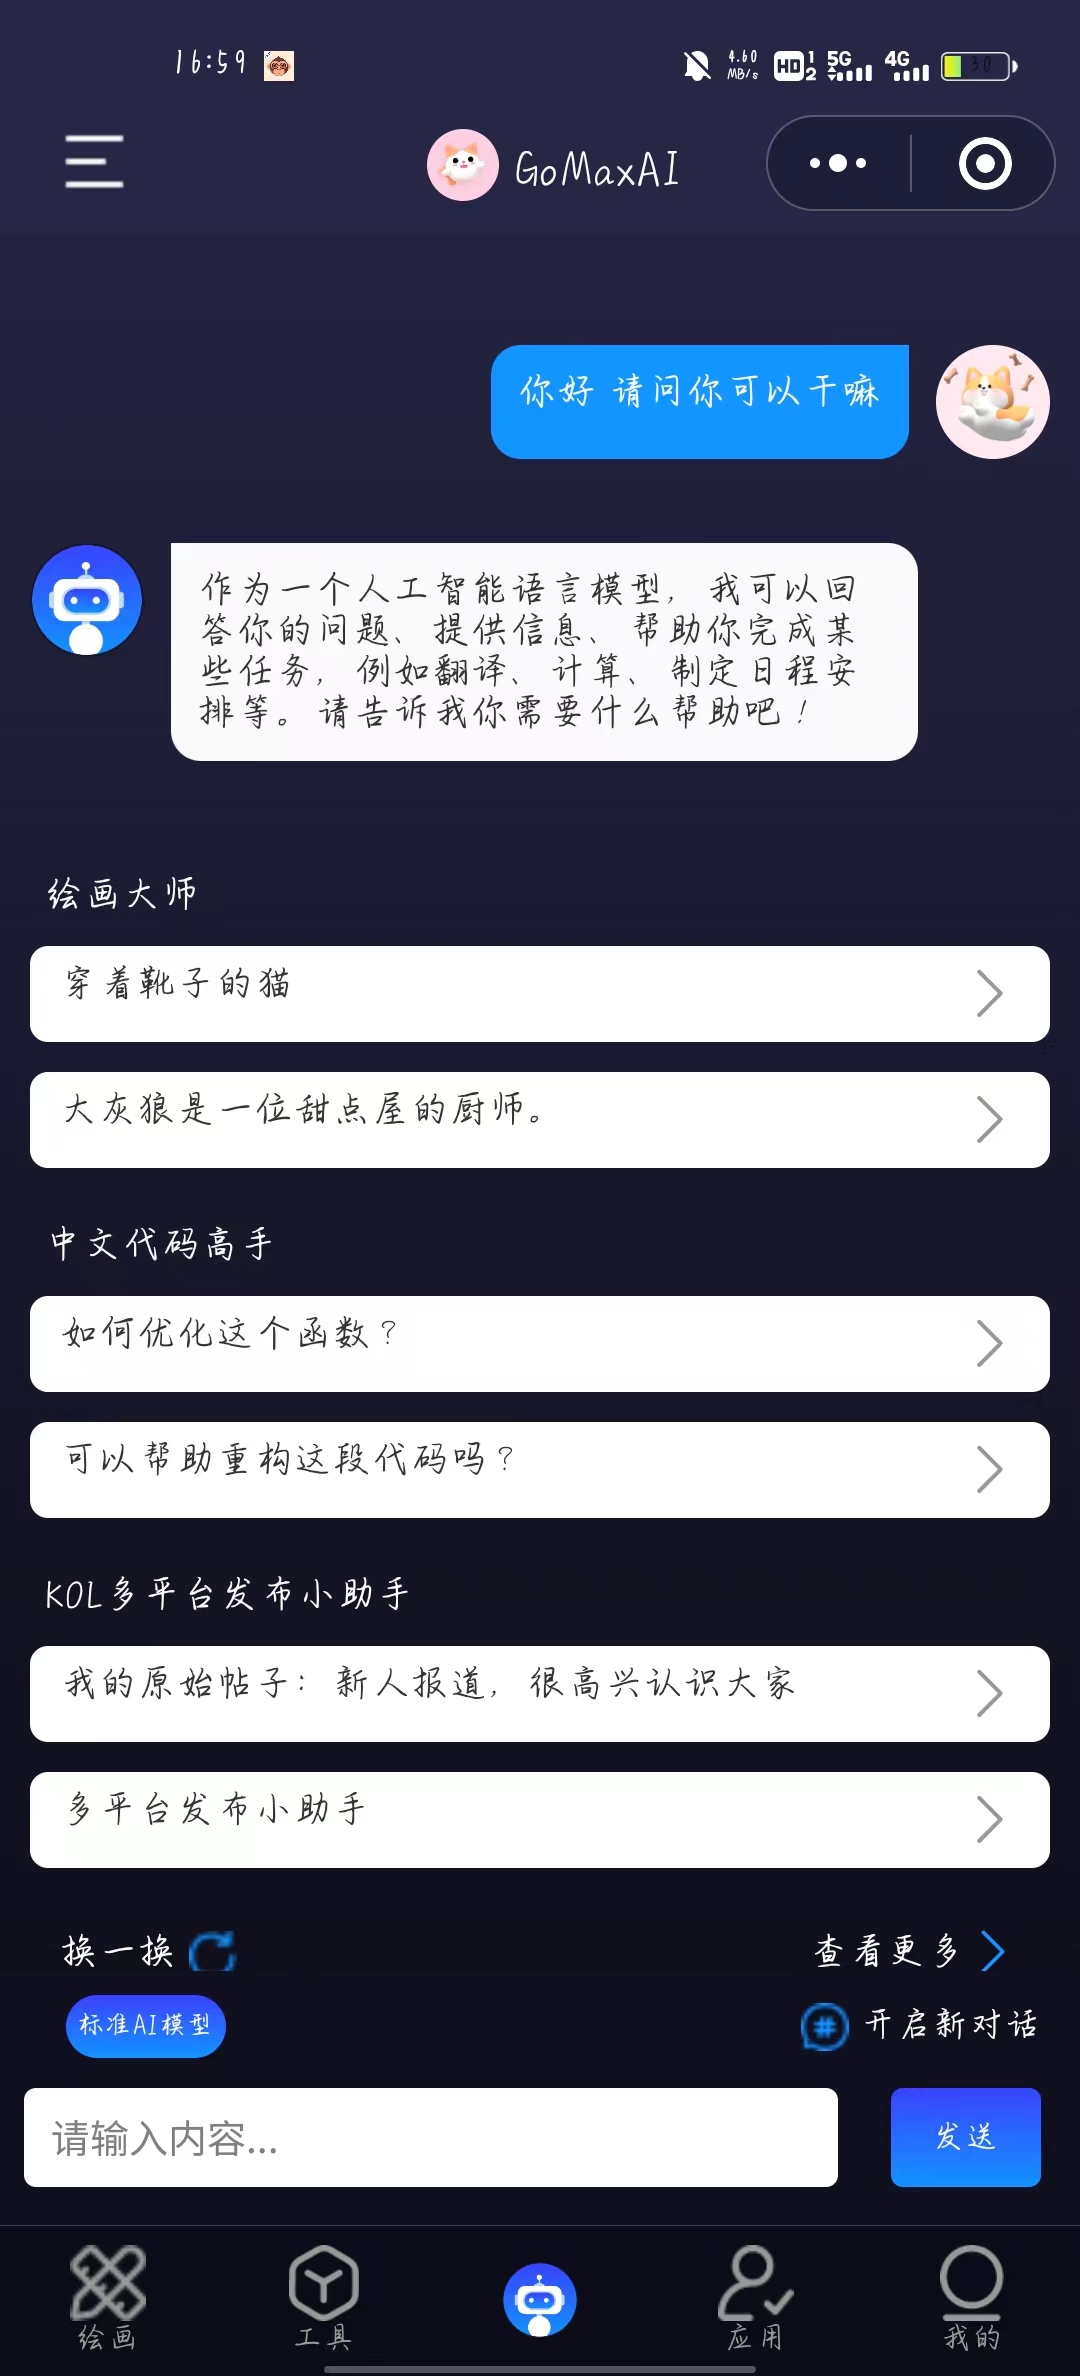 16:59
4.60
MB/s
HD 1 2
5G
4G
30
GoMaxAI
你好 请问你可以干嘛
作为一个人工智能语言模型，我可以回
答你的问题、提供信息、帮助你完成某
些任务，例如翻译、计算、制定日程安
排等。请告诉我你需要什么帮助吧！
绘画大师
穿着靴子的猫
大灰狼是一位甜点屋的厨师。
中文代码高手
如何优化这个函数？
可以帮助重构这段代码吗？
KOL多平台发布小助手
我的原始帖子：新人报道，很高兴认识大家
多平台发布小助手
换一换
查看更多
标准AI模型
开启新对话
请输入内容...
发送
绘画
工具
应用
我的